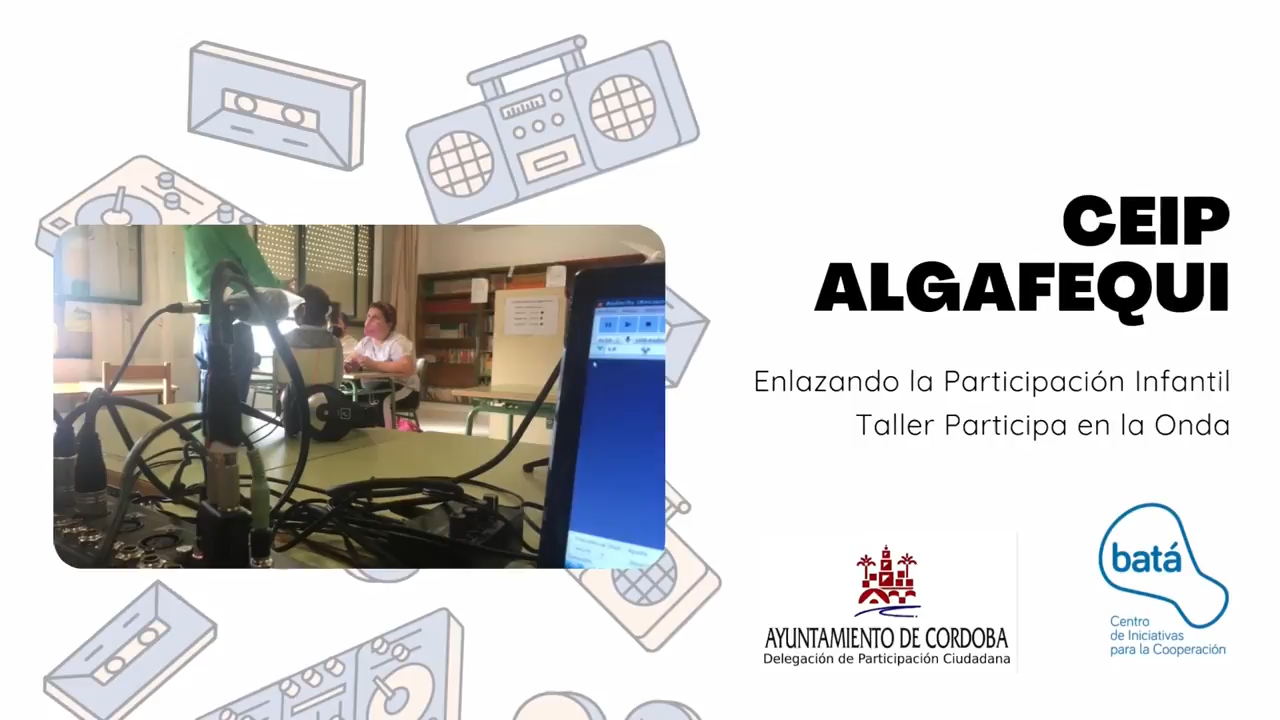 CEIP
ALGAFEQUI
Enlazando la Participación Infantil
Taller Participa en la Onda
AYUNTAMIENTO DE CORDOBA
Delegación de Participación Ciudadana
batá
Centro
de Iniciativas
para la Cooperación